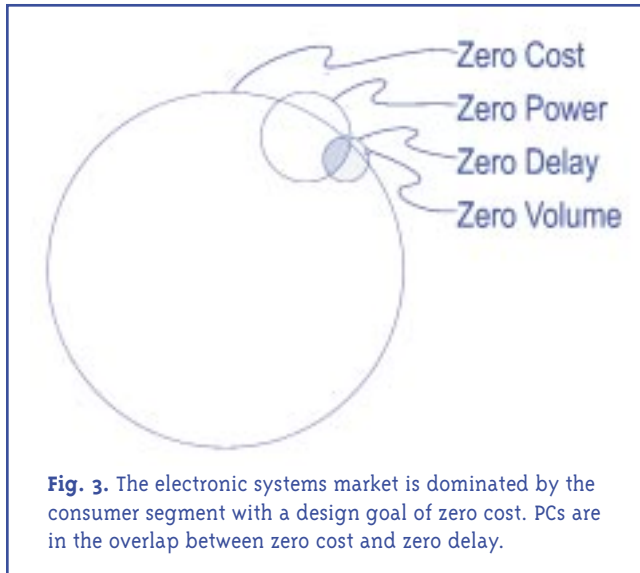 Zero Cost
Zero Power
Zero Delay
Zero Volume
Fig. 3. The electronic systems market is dominated by the
consumer segment with a design goal of zero cost. PCs are
in the overlap between zero cost and zero delay.